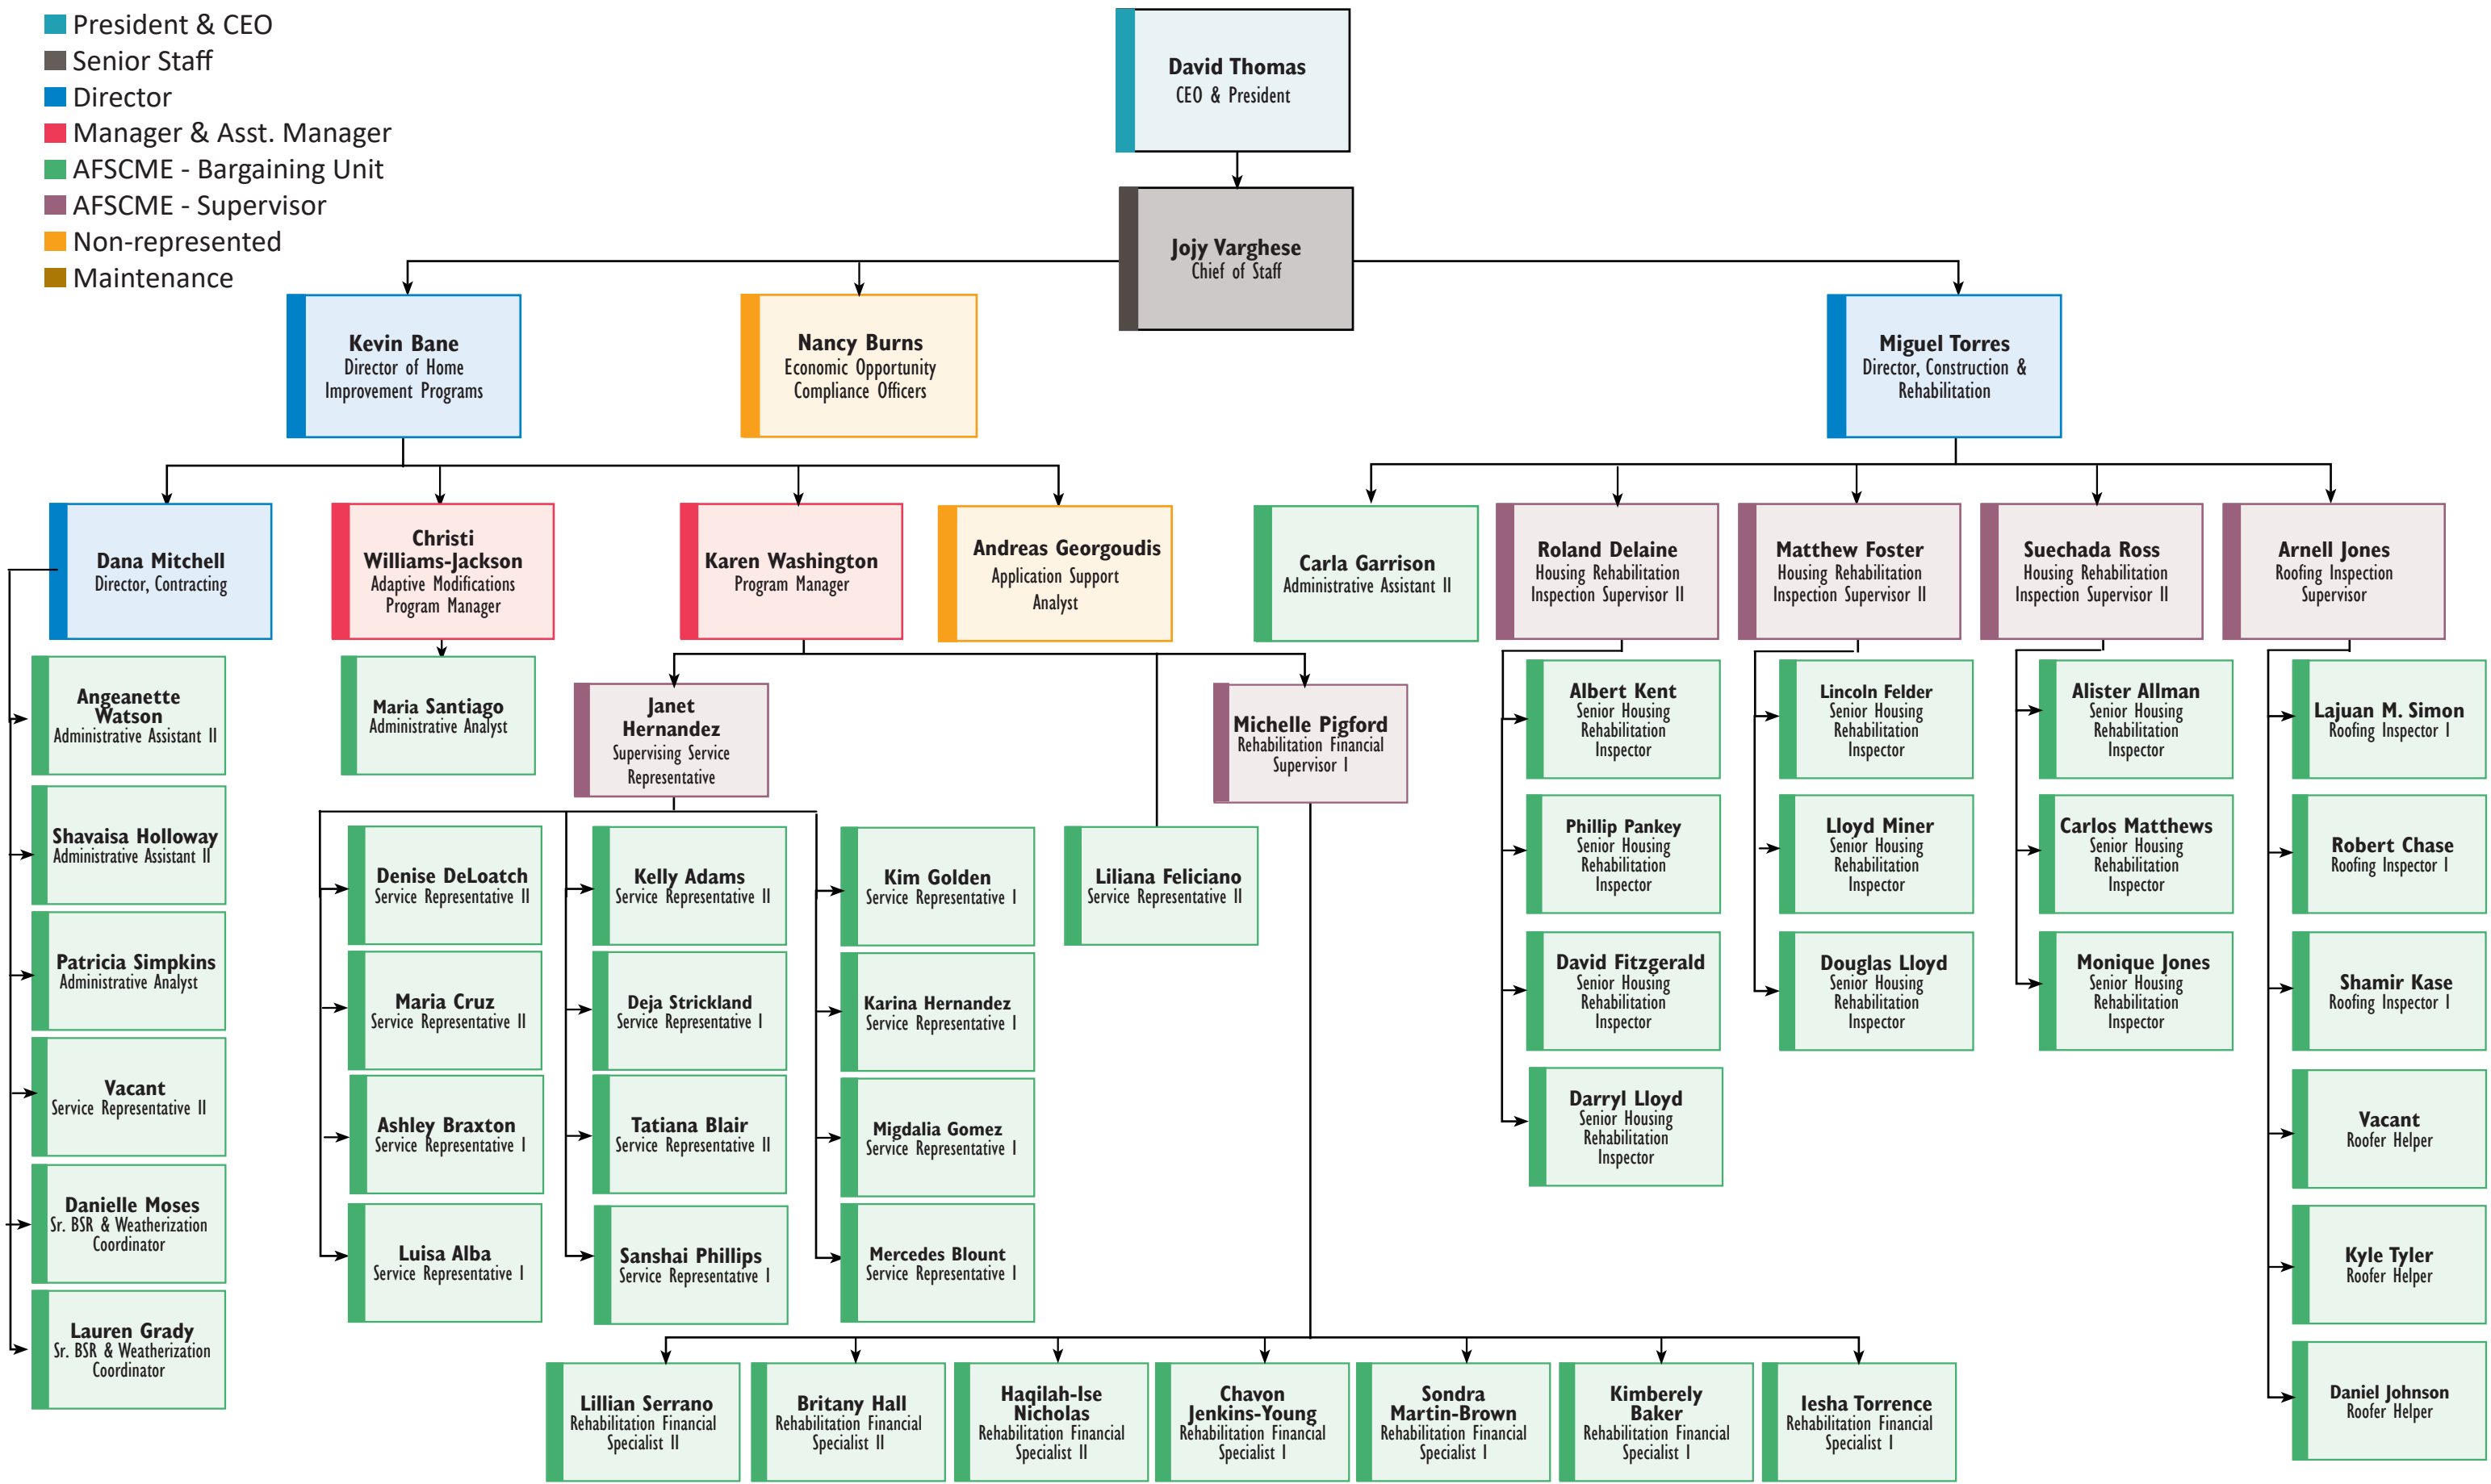 President & CEO
Senior Staff
Director
Manager & Asst. Manager
AFSCME - Bargaining Unit
AFSCME - Supervisor
Non-represented
Maintenance
David Thomas
CEO & President
Jojy Varghese
Chief of Staff
Kevin Bane
Director of Home
Improvement Programs
Nancy Burns
Economic Opportunity
Compliance Officers
Miguel Torres
Director, Construction &
Rehabilitation
Dana Mitchell
Director, Contracting
Christi
Williams-Jackson
Adaptive Modifications
Program Manager
Karen Washington
Program Manager
Andreas Georgoudis
Application Support
Analyst
Carla Garrison
Administrative Assistant II
Roland Delaine
Housing Rehabilitation
Inspection Supervisor II
Matthew Foster
Housing Rehabilitation
Inspection Supervisor II
Suechada Ross
Housing Rehabilitation
Inspection Supervisor II
Arnell Jones
Roofing Inspection
Supervisor
Angeanette
Watson
Administrative Assistant II
Shavaisa Holloway
Administrative Assistant II
Patricia Simpkins
Administrative Analyst
Vacant
Service Representative II
Danielle Moses
Sr. BSR & Weatherization
Coordinator
Lauren Grady
Sr. BSR & Weatherization
Coordinator
Maria Santiago
Administrative Analyst
Janet
Hernandez
Supervising Service
Representative
Michelle Pigford
Rehabilitation Financial
Supervisor I
Denise DeLoatch
Service Representative II
Maria Cruz
Service Representative II
Ashley Braxton
Service Representative I
Luisa Alba
Service Representative I
Kelly Adams
Service Representative II
Deja Strickland
Service Representative I
Tatiana Blair
Service Representative II
Sanshai Phillips
Service Representative I
Kim Golden
Service Representative I
Karina Hernandez
Service Representative I
Migdalia Gomez
Service Representative I
Mercedes Blount
Service Representative I
Liliana Feliciano
Service Representative II
Albert Kent
Senior Housing
Rehabilitation
Inspector
Phillip Pankey
Senior Housing
Rehabilitation
Inspector
David Fitzgerald
Senior Housing
Rehabilitation
Inspector
Darryl Lloyd
Senior Housing
Rehabilitation
Inspector
Lincoln Felder
Senior Housing
Rehabilitation
Inspector
Lloyd Miner
Senior Housing
Rehabilitation
Inspector
Douglas Lloyd
Senior Housing
Rehabilitation
Inspector
Alister Allman
Senior Housing
Rehabilitation
Inspector
Carlos Matthews
Senior Housing
Rehabilitation
Inspector
Monique Jones
Senior Housing
Rehabilitation
Inspector
Lajuan M. Simon
Roofing Inspector I
Robert Chase
Roofing Inspector I
Shamir Kase
Roofing Inspector I
Vacant
Roofer Helper
Kyle Tyler
Roofer Helper
Daniel Johnson
Roofer Helper
Lillian Serrano
Rehabilitation Financial
Specialist II
Britany Hall
Rehabilitation Financial
Specialist II
Haqilah-Ise
Nicholas
Rehabilitation Financial
Specialist II
Chavon
Jenkins-Young
Rehabilitation Financial
Specialist I
Sondra
Martin-Brown
Rehabilitation Financial
Specialist I
Kimberely
Baker
Rehabilitation Financial
Specialist I
Iesha Torrence
Rehabilitation Financial
Specialist I